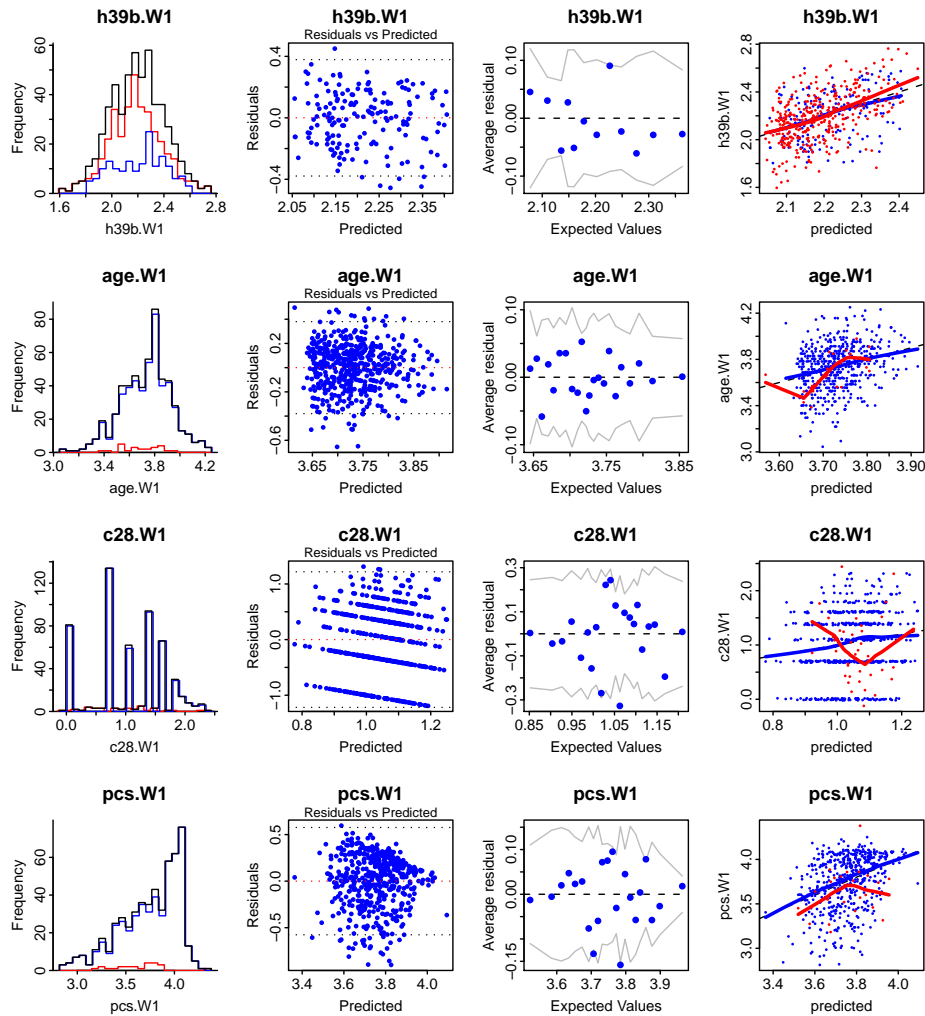 h39b.W1
Frequency
0 20 40 60
1.6 2.0 2.4 2.8
h39b.W1
h39b.W1
Residuals vs Predicted
Residuals
−0.4 0.0 0.4
2.05 2.15 2.25 2.35
Predicted
h39b.W1
Average residual
−0.10 0.00 0.10
2.10 2.20 2.30
Expected Values
h39b.W1
h39b.W1
1.6 2.0 2.4 2.8
2.1 2.2 2.3 2.4
predicted
age.W1
Frequency
0 20 40 60 80
3.0 3.4 3.8 4.2
age.W1
age.W1
Residuals vs Predicted
Residuals
−0.6 −0.2 0.2
3.65 3.75 3.85
Predicted
age.W1
Average residual
−0.10 0.00 0.10
3.65 3.75 3.85
Expected Values
age.W1
age.W1
3.0 3.4 3.8 4.2
3.60 3.70 3.80 3.90
predicted
c28.W1
Frequency
0 40 80 120
0.0 1.0 2.0
c28.W1
c28.W1
Residuals vs Predicted
Residuals
−1.0 0.0 1.0
0.8 1.0 1.2
Predicted
c28.W1
Average residual
−0.3 −0.1 0.1 0.3
0.85 0.95 1.05 1.15
Expected Values
c28.W1
c28.W1
0.0 1.0 2.0
0.8 1.0 1.2
predicted
pcs.W1
Frequency
0 20 40 60
3.0 3.5 4.0
pcs.W1
pcs.W1
Residuals vs Predicted
Residuals
−0.5 0.0 0.5
3.4 3.6 3.8 4.0
Predicted
pcs.W1
Average residual
−0.15 0.00 0.10
3.5 3.6 3.7 3.8 3.9
Expected Values
pcs.W1
pcs.W1
3.0 3.5 4.0
3.4 3.6 3.8 4.0
predicted